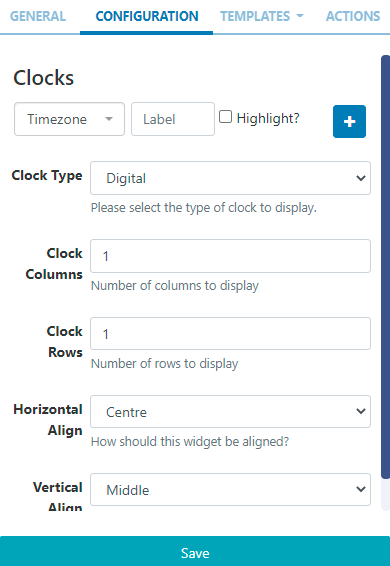 GENERAL CONFIGURATION TEMPLATES ACTIONS
Clocks
Timezone Label Highlight? +
Clock Type Digital
Please select the type of clock to display.
Clock
Columns 1
Number of columns to display
Clock
Rows 1
Number of rows to display
Horizontal
Align Centre
How should this widget be aligned?
Vertical
Align Middle
Save